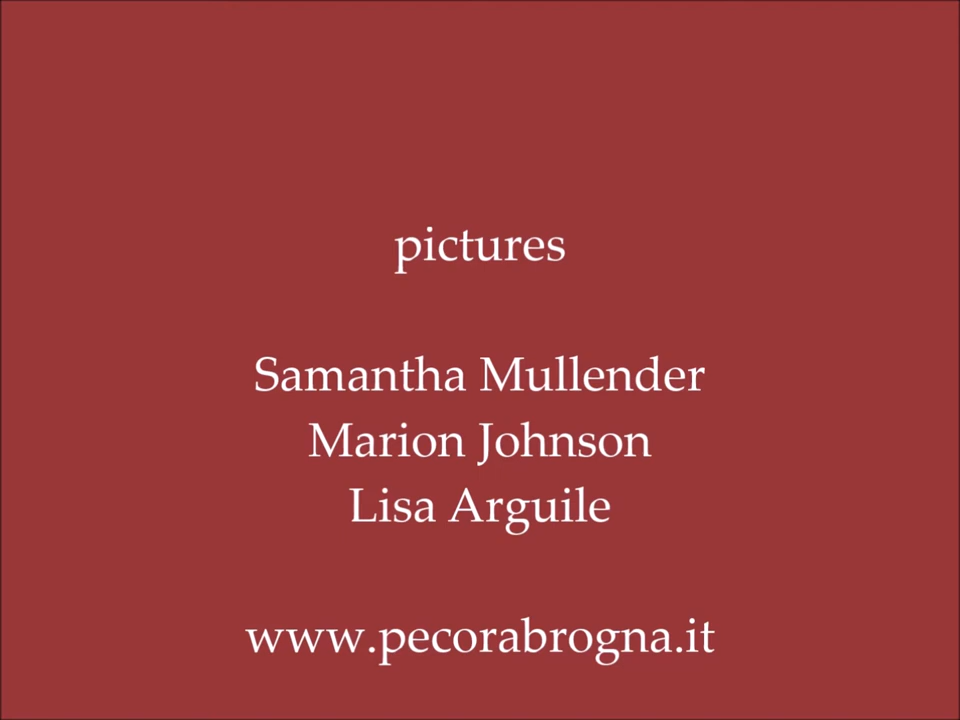 pictures
Samantha Mullender
Marion Johnson
Lisa Arguile
www.pecorabrogna.it